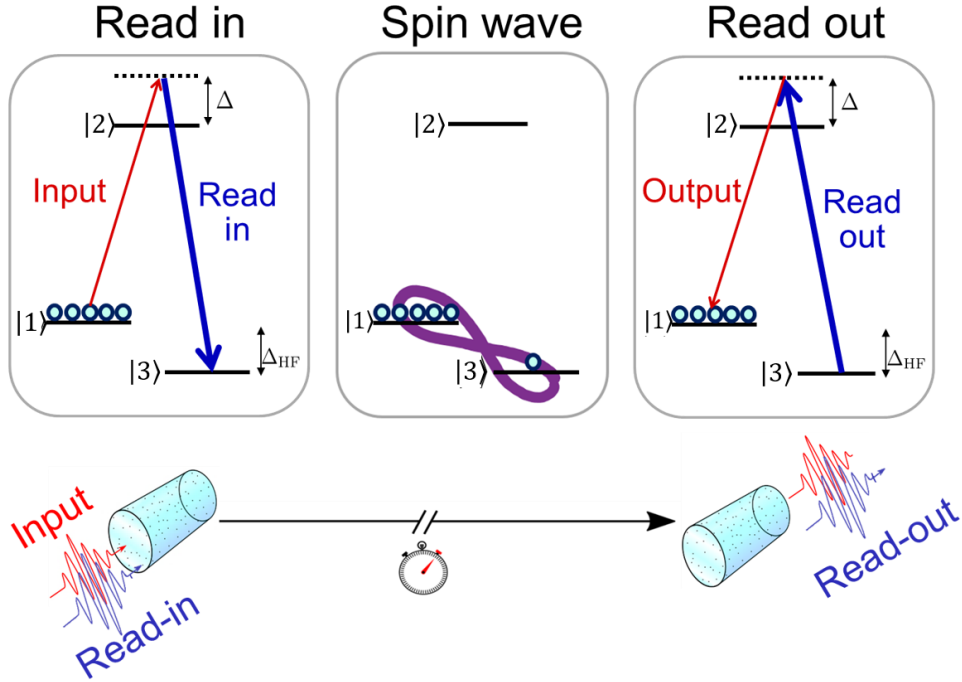 Read in
Spin wave
Read out
Δ
|2⟩
Input
Read
in
|1⟩
Δ_HF
|3⟩
|2⟩
|1⟩
|3⟩
Δ
|2⟩
Output
Read
out
|1⟩
Δ_HF
|3⟩
Input
Read-in
Read-out